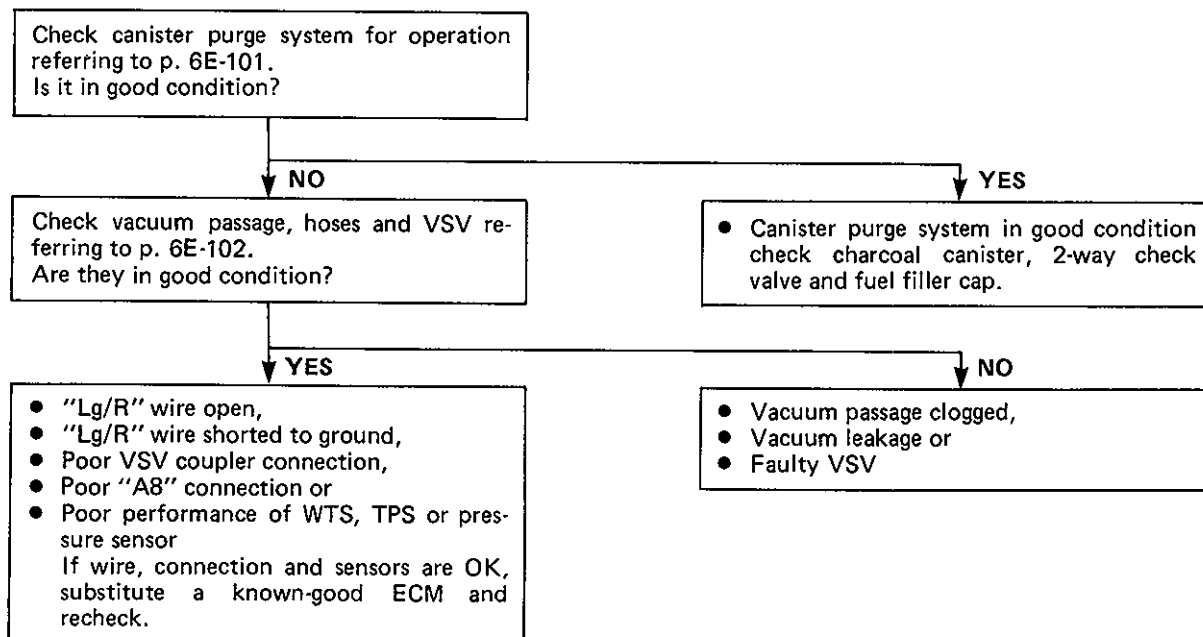 Check canister purge system for operation
referring to p. 6E-101.
Is it in good condition?
NO
YES
Check vacuum passage, hoses and VSV re-
ferring to p. 6E-102.
Are they in good condition?
● Canister purge system in good condition
check charcoal canister, 2-way check
valve and fuel filler cap.
YES
NO
● "Lg/R" wire open,
● "Lg/R" wire shorted to ground,
● Poor VSV coupler connection,
● Poor "A8" connection or
● Poor performance of WTS, TPS or pres-
sure sensor
If wire, connection and sensors are OK,
substitute a known-good ECM and
recheck.
● Vacuum passage clogged,
● Vacuum leakage or
● Faulty VSV